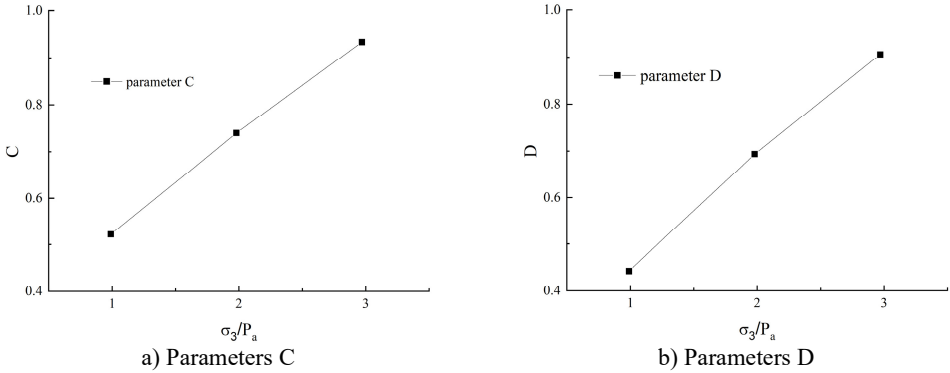 1.0
0.8
0.6
0.4
C
parameter C
1 2 3
σ₃/Pₐ
a) Parameters C
1.0
0.8
0.6
0.4
D
parameter D
1 2 3
σ₃/Pₐ
b) Parameters D